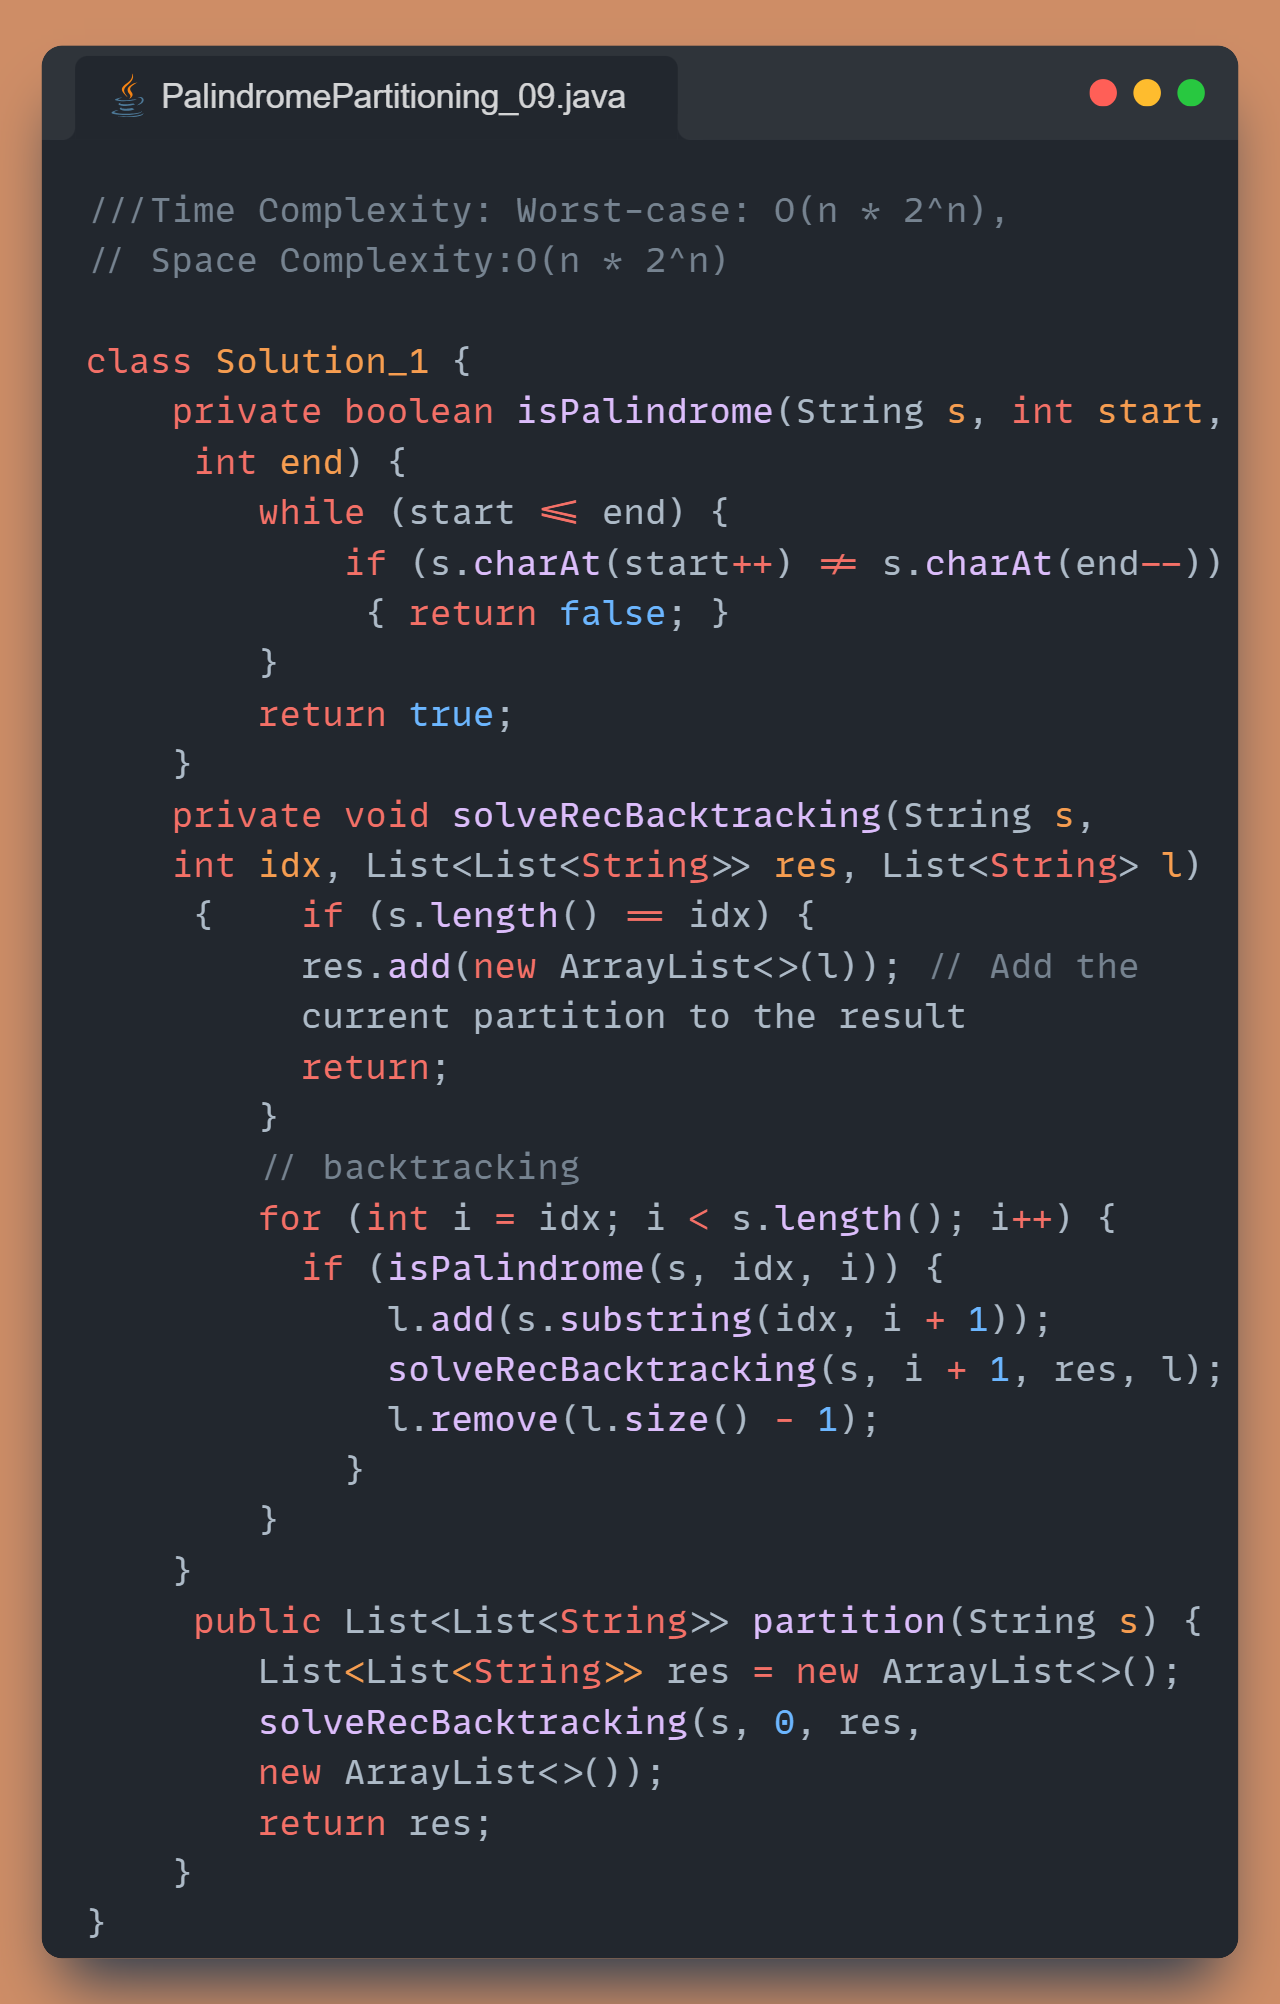 PalindromePartitioning_09.java
///Time Complexity: Worst-case: O(n * 2^n),
// Space Complexity:O(n * 2^n)
class Solution_1 {
    private boolean isPalindrome(String s, int start,
     int end) {
        while (start <= end) {
            if (s.charAt(start++) != s.charAt(end--))
             { return false; }
        }
        return true;
    }
    private void solveRecBacktracking(String s,
    int idx, List<List<String>> res, List<String> l)
     {    if (s.length() == idx) {
          res.add(new ArrayList<>(l)); // Add the
          current partition to the result
          return;
        }
        // backtracking
        for (int i = idx; i < s.length(); i++) {
          if (isPalindrome(s, idx, i)) {
              l.add(s.substring(idx, i + 1));
              solveRecBacktracking(s, i + 1, res, l);
              l.remove(l.size() - 1);
            }
        }
    }
     public List<List<String>> partition(String s) {
        List<List<String>> res = new ArrayList<>();
        solveRecBacktracking(s, 0, res,
        new ArrayList<>());
        return res;
    }
}